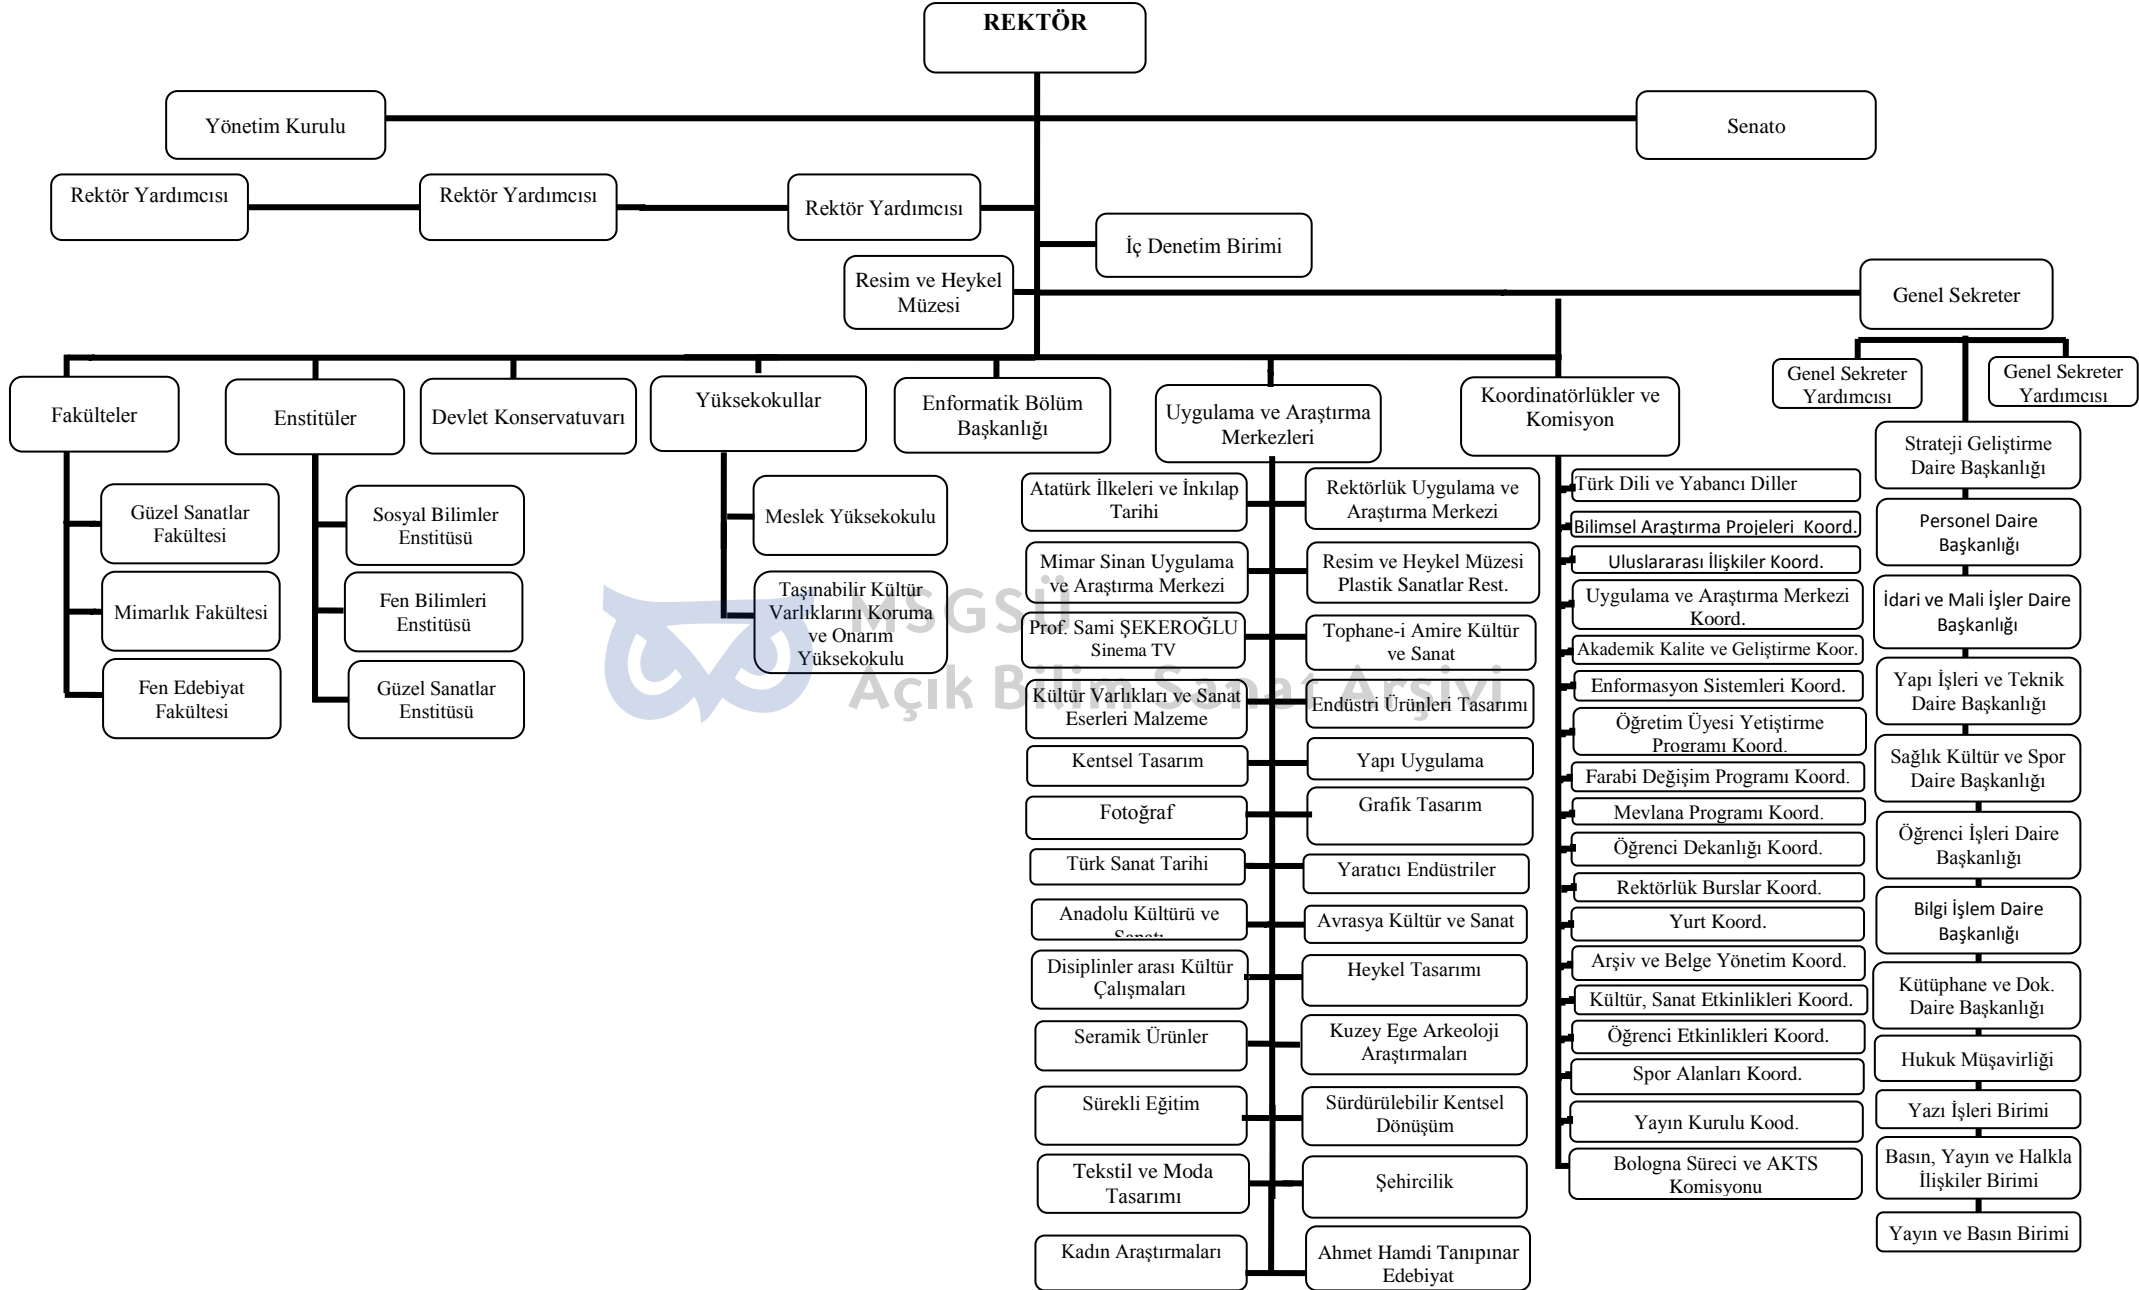 REKTÖR
Yönetim Kurulu
Senato
Rektör Yardımcısı
Rektör Yardımcısı
Rektör Yardımcısı
İç Denetim Birimi
Resim ve Heykel
Müzesi
Genel Sekreter
Genel Sekreter
Yardımcısı
Genel Sekreter
Yardımcısı
Fakülteler
Enstitüler
Devlet Konservatuvarı
Yüksekokullar
Enformatik Bölüm
Başkanlığı
Uygulama ve Araştırma
Merkezleri
Koordinatörlükler ve
Komisyon
Güzel Sanatlar
Fakültesi
Mimarlık Fakültesi
Fen Edebiyat
Fakültesi
Sosyal Bilimler
Enstitüsü
Fen Bilimleri
Enstitüsü
Güzel Sanatlar
Enstitüsü
Meslek Yüksekokulu
Taşınabilir Kültür
Varlıklarını Koruma
ve Onarım
Yüksekokulu
Atatürk İlkeleri ve İnkılap
Tarihi
Rektörlük Uygulama ve
Araştırma Merkezi
Mimar Sinan Uygulama
ve Araştırma Merkezi
Resim ve Heykel Müzesi
Plastik Sanatlar Rest.
Prof. Sami ŞEKEROĞLU
Sinema TV
Tophane-i Amire Kültür
ve Sanat
Kültür Varlıkları ve Sanat
Eserleri Malzeme
Endüstri Ürünleri Tasarımı
Kentsel Tasarım
Yapı Uygulama
Fotoğraf
Grafik Tasarım
Türk Sanat Tarihi
Yaratıcı Endüstriler
Anadolu Kültürü ve
Sanatı
Avrasya Kültür ve Sanat
Disiplinler arası Kültür
Çalışmaları
Heykel Tasarımı
Seramik Ürünler
Kuzey Ege Arkeoloji
Araştırmaları
Sürekli Eğitim
Sürdürülebilir Kentsel
Dönüşüm
Tekstil ve Moda
Tasarımı
Şehircilik
Kadın Araştırmaları
Ahmet Hamdi Tanıpınar
Edebiyat
Türk Dili ve Yabancı Diller
Bilimsel Araştırma Projeleri  Koord.
Uluslararası İlişkiler Koord.
Uygulama ve Araştırma Merkezi
Koord.
Akademik Kalite ve Geliştirme Koor.
Enformasyon Sistemleri Koord.
Öğretim Üyesi Yetiştirme
Programı Koord.
Farabi Değişim Programı Koord.
Mevlana Programı Koord.
Öğrenci Dekanlığı Koord.
Rektörlük Burslar Koord.
Yurt Koord.
Arşiv ve Belge Yönetim Koord.
Kültür, Sanat Etkinlikleri Koord.
Öğrenci Etkinlikleri Koord.
Spor Alanları Koord.
Yayın Kurulu Kood.
Bologna Süreci ve AKTS
Komisyonu
Strateji Geliştirme
Daire Başkanlığı
Personel Daire
Başkanlığı
İdari ve Mali İşler Daire
Başkanlığı
Yapı İşleri ve Teknik
Daire Başkanlığı
Sağlık Kültür ve Spor
Daire Başkanlığı
Öğrenci İşleri Daire
Başkanlığı
Bilgi İşlem Daire
Başkanlığı
Kütüphane ve Dok.
Daire Başkanlığı
Hukuk Müşavirliği
Yazı İşleri Birimi
Basın, Yayın ve Halkla
İlişkiler Birimi
Yayın ve Basın Birimi
MSGSÜ
Açık Bilim Sanat Arşivi